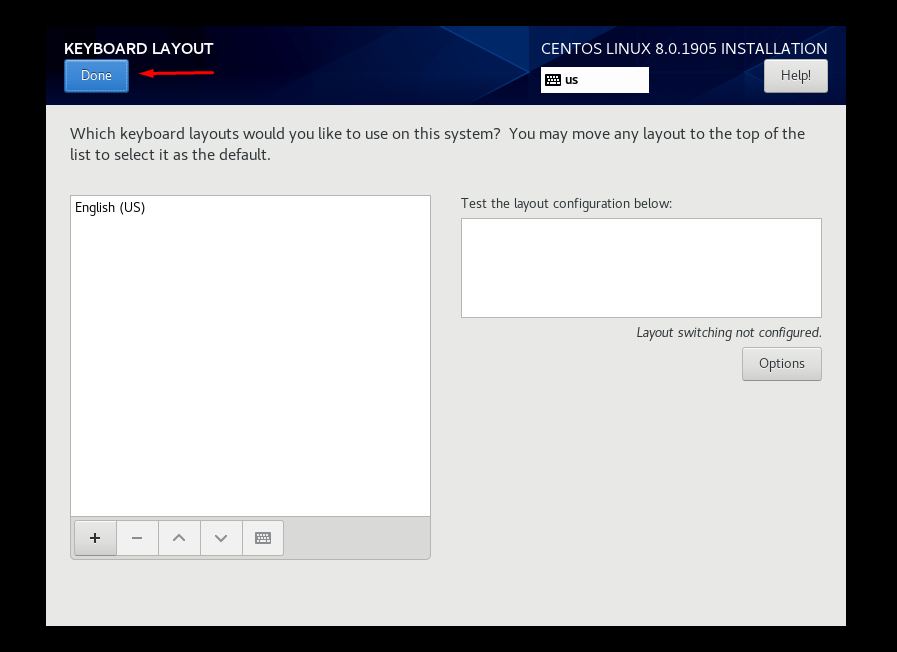 KEYBOARD LAYOUT
CENTOS LINUX 8.0.1905 INSTALLATION
Done
us
Help!
Which keyboard layouts would you like to use on this system? You may move any layout to the top of the
list to select it as the default.
English (US)
Test the layout configuration below:
Layout switching not configured.
Options